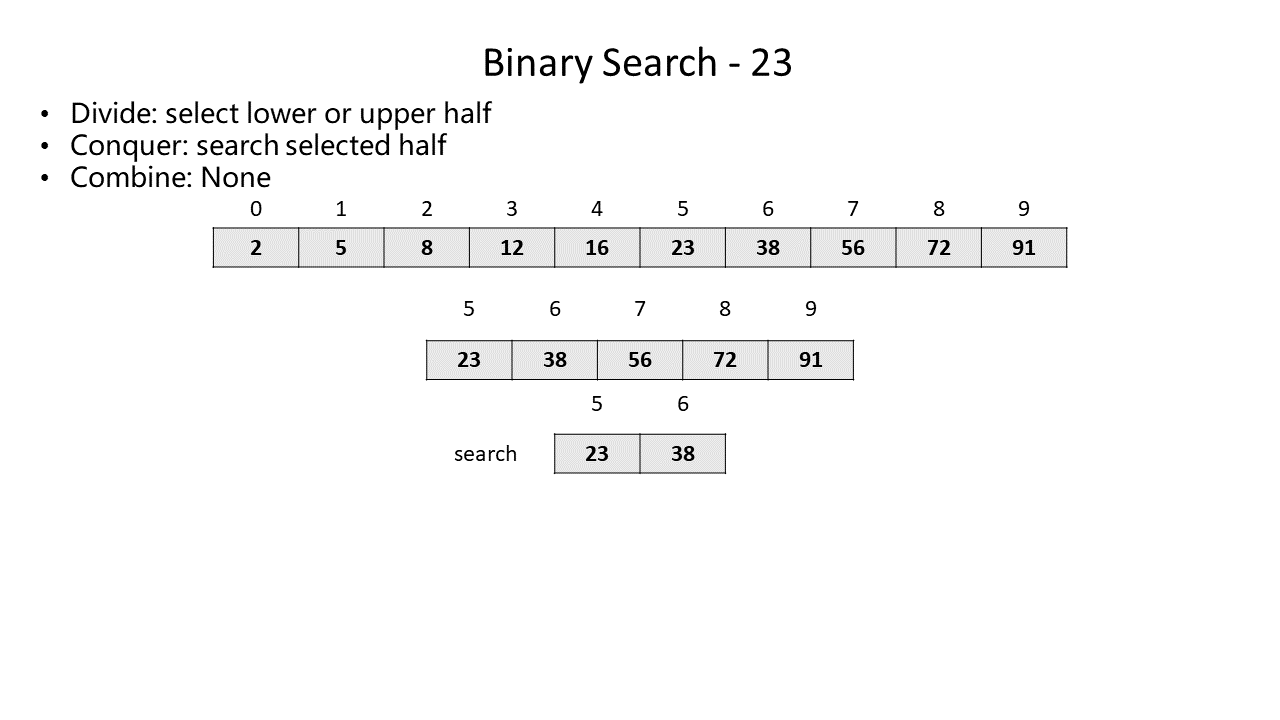 Binary Search - 23
• Divide: select lower or upper half
• Conquer: search selected half
• Combine: None
0 1 2 3 4 5 6 7 8 9
2 5 8 12 16 23 38 56 72 91
5 6 7 8 9
23 38 56 72 91
5 6
search 23 38